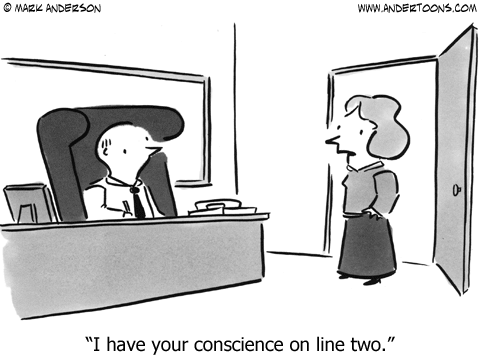 © MARK ANDERSON
WWW.ANDERTOONS.COM
“I have your conscience on line two.”